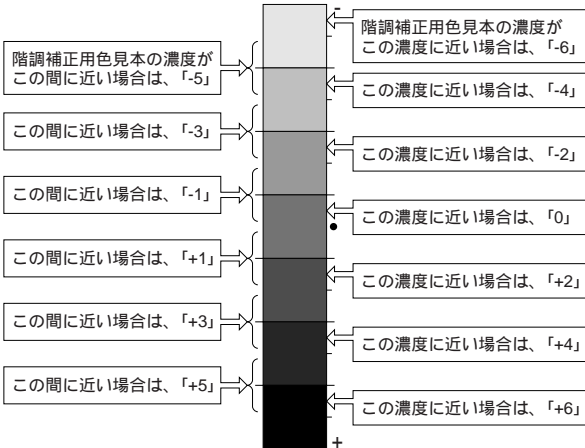 -
階調補正用色見本の濃度が
この濃度に近い場合は、「-6」
階調補正用色見本の濃度が
この間に近い場合は、「-5」
この濃度に近い場合は、「-4」
この間に近い場合は、「-3」
この濃度に近い場合は、「-2」
この間に近い場合は、「-1」
この濃度に近い場合は、「0」
この間に近い場合は、「+1」
この濃度に近い場合は、「+2」
この間に近い場合は、「+3」
この濃度に近い場合は、「+4」
この間に近い場合は、「+5」
この濃度に近い場合は、「+6」
+